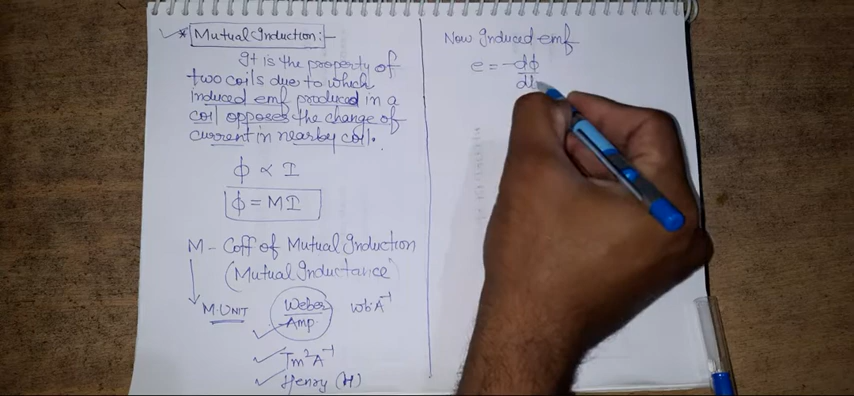 * Mutual Induction:-
It is the property of
two coils due to which
induced emf produced in a
coil opposes the change of
current in nearby coil.
ϕ ∝ I
ϕ = MI
M - Coff of Mutual Induction
(Mutual Inductance)
M. UNIT Weber/Amp. wb.A⁻¹
Tm²A⁻¹
Henry (H)
Now Induced emf
e = -dϕ